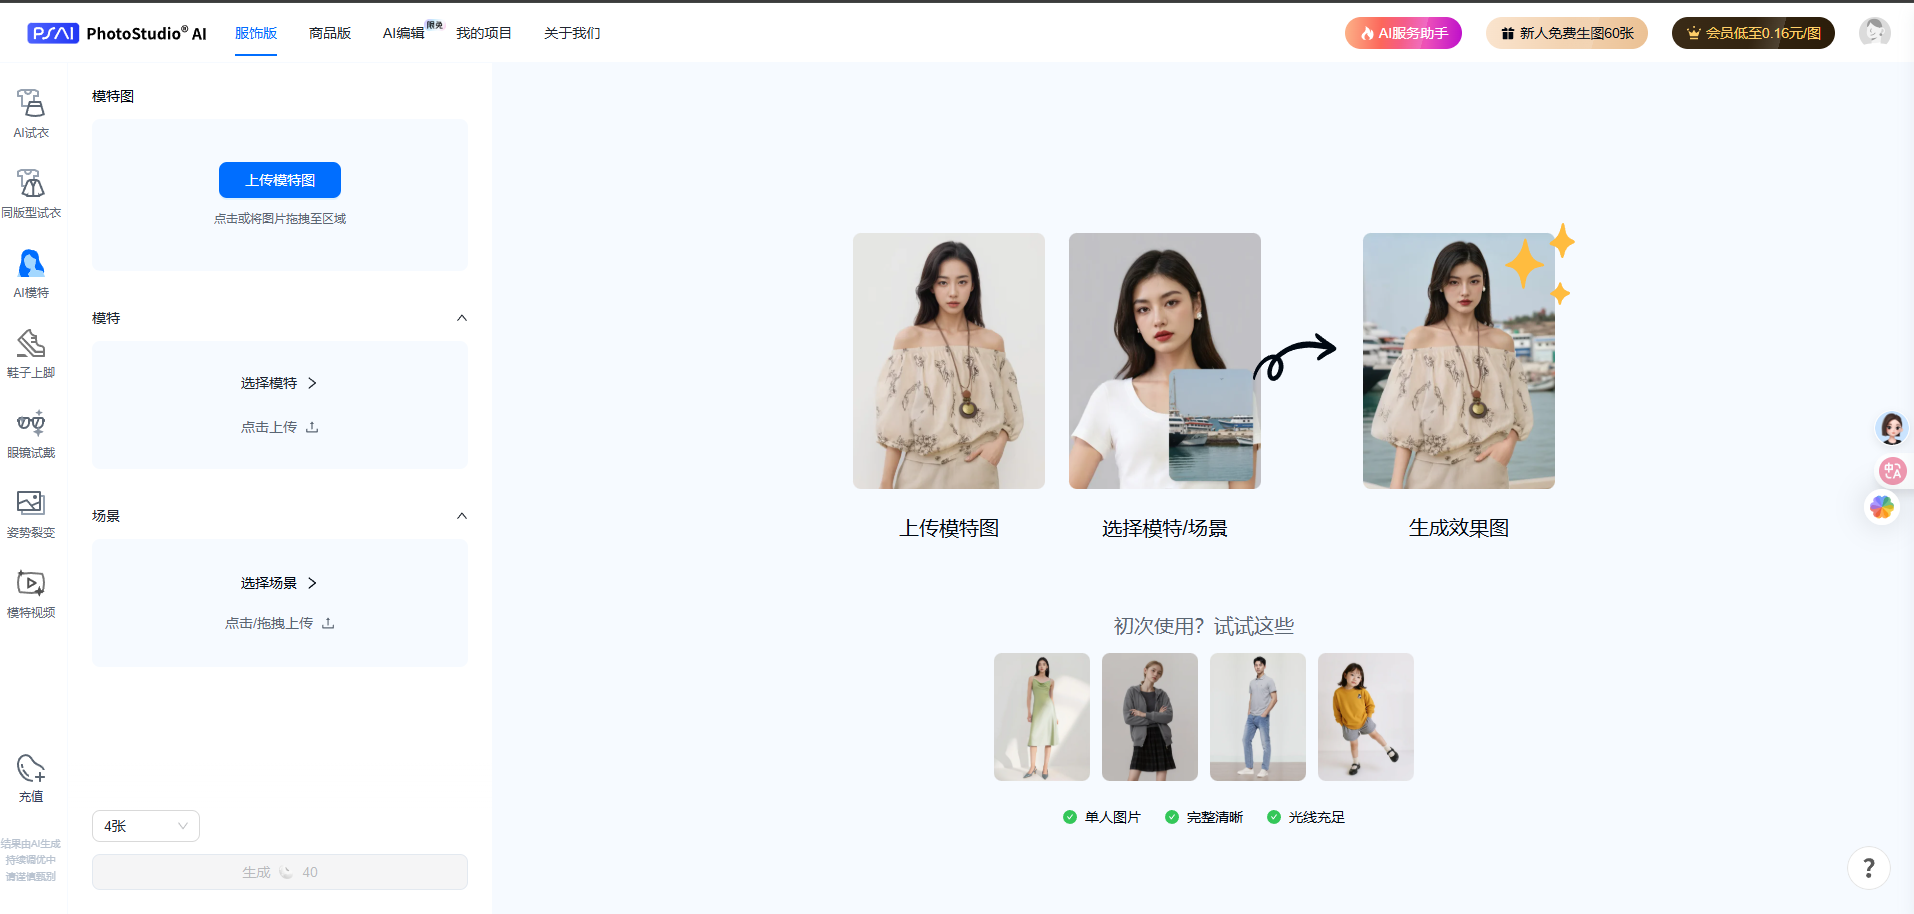 PSAI PhotoStudio® AI
服饰版
商品版
AI编辑
限免
我的项目
关于我们
AI服务助手
新人免费生图60张
会员低至0.16元/图
AI试衣
同版型试衣
AI模特
鞋子上脚
眼镜试戴
姿势裂变
模特视频
充值
结果由AI生成
持续调优中
请谨慎甄别
模特图
上传模特图
点击或将图片拖拽至区域
模特
选择模特
点击上传
场景
选择场景
点击/拖拽上传
4张
生成 40
上传模特图
选择模特/场景
生成效果图
初次使用？试试这些
单人图片
完整清晰
光线充足
中
A
?